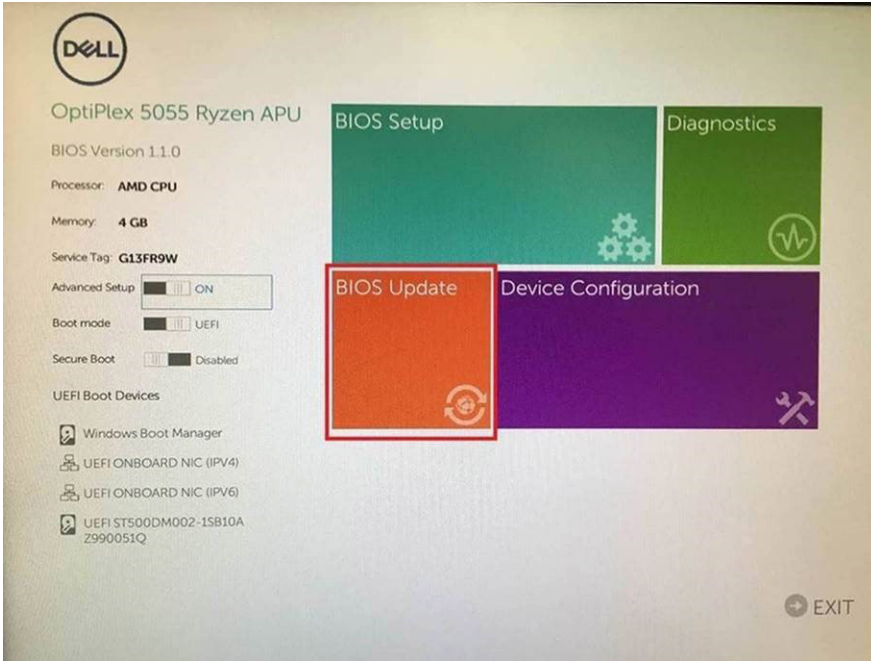 DELL
OptiPlex 5055 Ryzen APU
BIOS Version 1.1.0
Processor: AMD CPU
Memory: 4 GB
Service Tag: G13FR9W
Advanced Setup ON
Boot mode UEFI
Secure Boot Disabled
UEFI Boot Devices
Windows Boot Manager
UEFI ONBOARD NIC (IPV4)
UEFI ONBOARD NIC (IPV6)
UEFI ST500DM002-1SB10A
Z990051Q
BIOS Setup
Diagnostics
BIOS Update
Device Configuration
EXIT